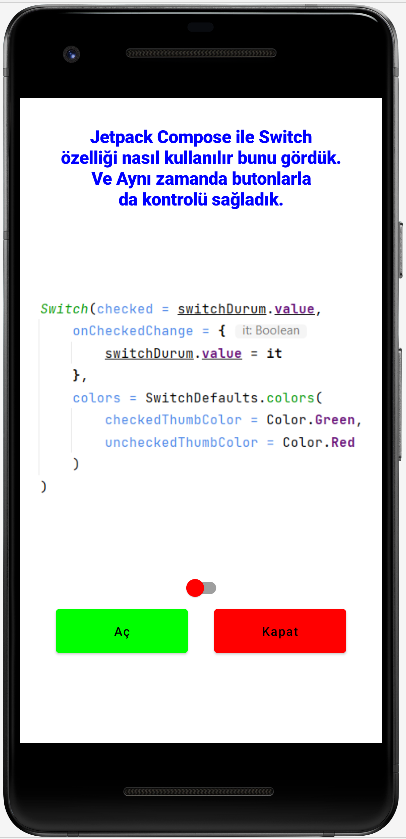 Jetpack Compose ile Switch
özelliği nasıl kullanılır bunu gördük.
Ve Aynı zamanda butonlarla
da kontrolü sağladık.
Switch(checked = switchDurum.value,
onCheckedChange = { it: Boolean
switchDurum.value = it
},
colors = SwitchDefaults.colors(
checkedThumbColor = Color.Green,
uncheckedThumbColor = Color.Red
)
)
Aç
Kapat